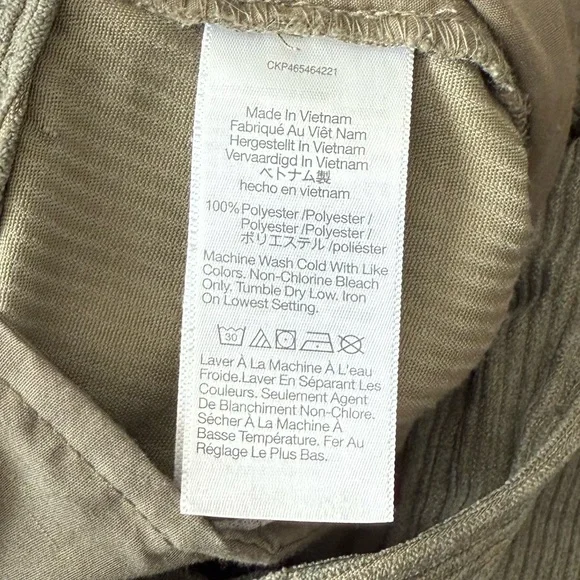 CKP465464221
Made In Vietnam
Fabriqué Au Viêt Nam
Hergestellt In Vietnam
Vervaardigd In Vietnam
ベトナム製
hecho en vietnam
100% Polyester /Polyester /
Polyester /Polyester /
ポリエステル /poliéster
Machine Wash Cold With Like
Colors. Non-Chlorine Bleach
Only. Tumble Dry Low. Iron
On Lowest Setting.
30
Laver À La Machine À L'eau
Froide.Laver En Séparant Les
Couleurs. Seulement Agent
De Blanchiment Non-Chlore.
Sécher À La Machine À
Basse Température. Fer Au
Réglage Le Plus Bas.